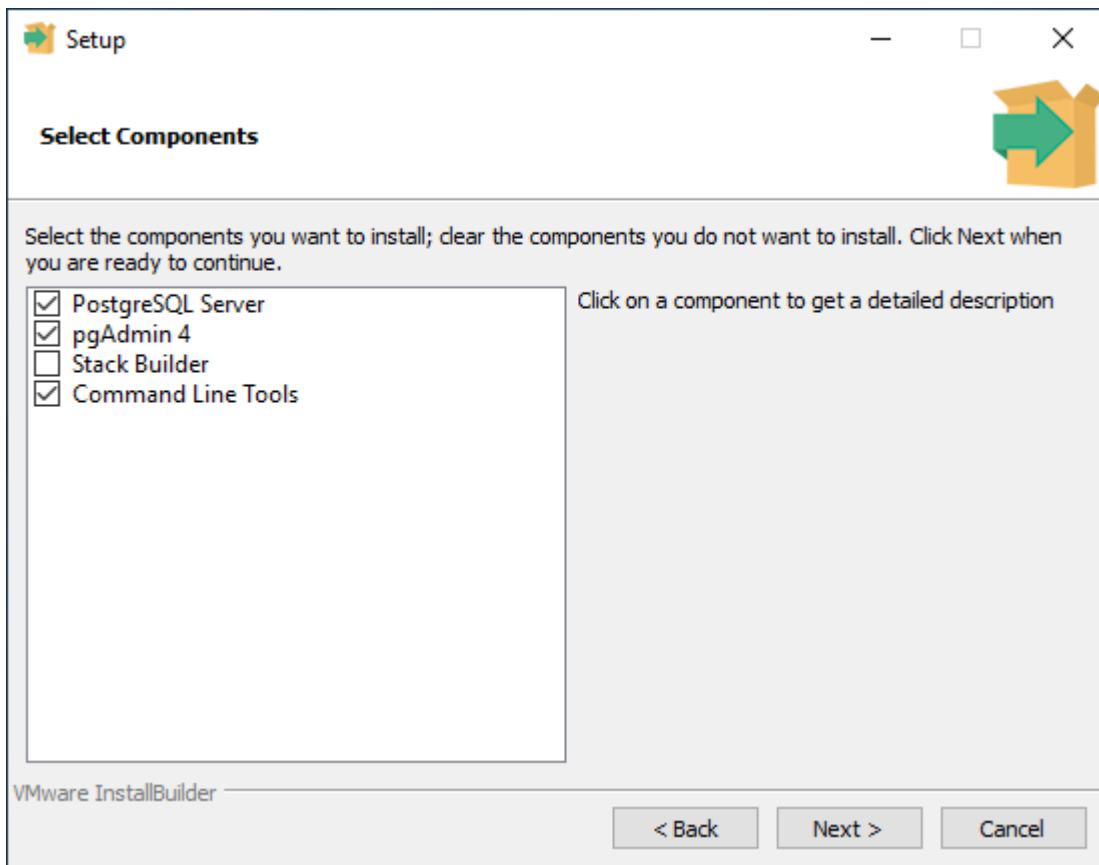 Setup
Select Components
Select the components you want to install; clear the components you do not want to install. Click Next when
you are ready to continue.
PostgreSQL Server
Click on a component to get a detailed description
pgAdmin 4
Stack Builder
Command Line Tools
VMware InstallBuilder
< Back
Next >
Cancel